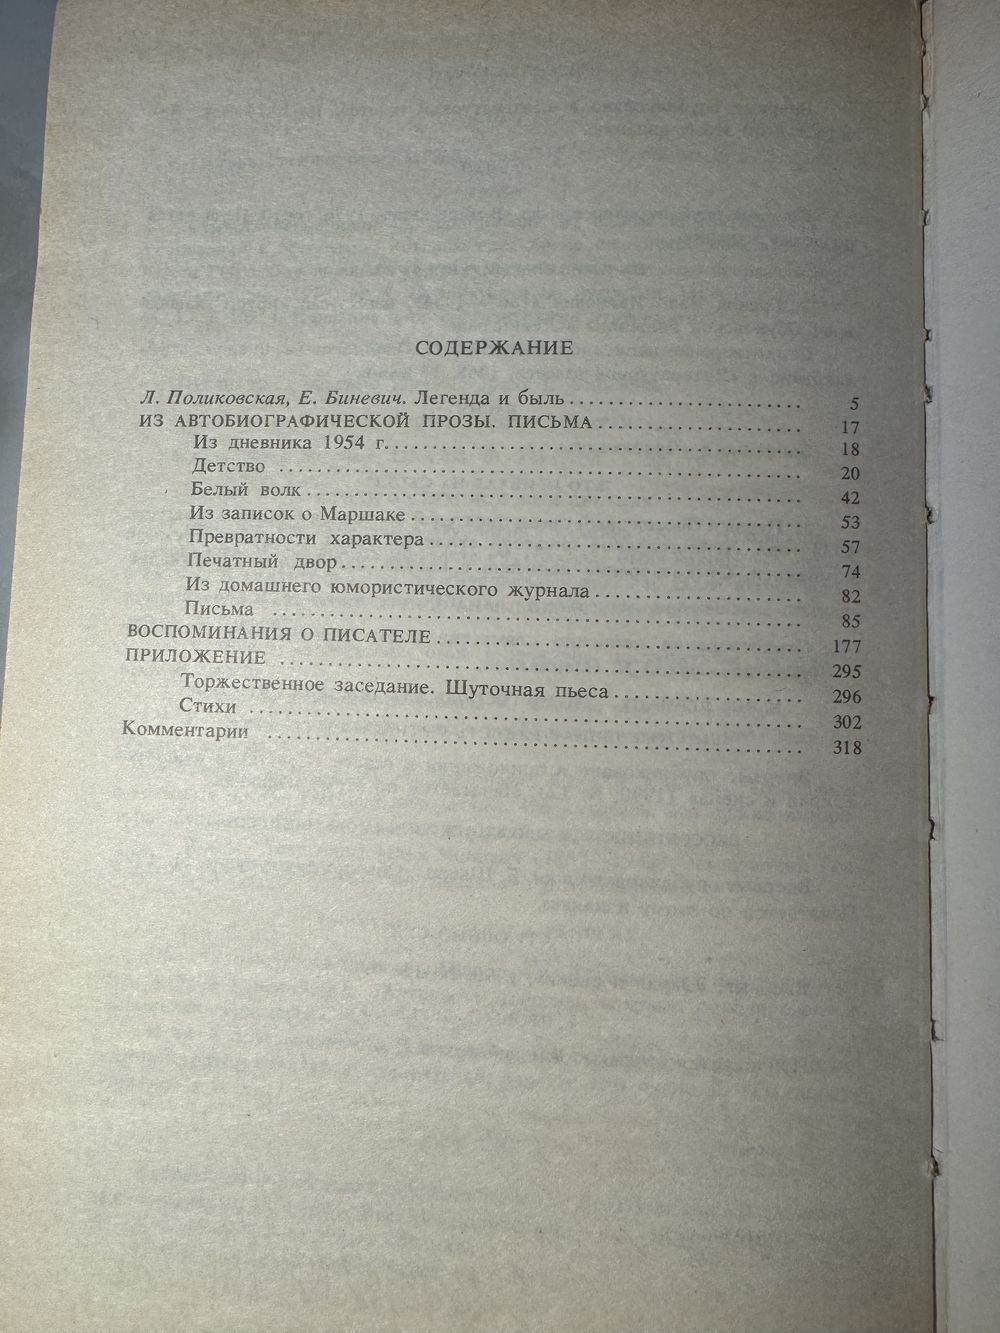 СОДЕРЖАНИЕ
Л. Поликовская, Е. Биневич. Легенда и быль ........................ 5
ИЗ АВТОБИОГРАФИЧЕСКОЙ ПРОЗЫ. ПИСЬМА ..................... 17
Из дневника 1954 г. ........................................... 18
Детство ...................................................... 20
Белый волк ................................................... 42
Из записок о Маршаке ......................................... 53
Превратности характера ....................................... 57
Печатный двор ................................................ 74
Из домашнего юмористического журнала ......................... 82
Письма ....................................................... 85
ВОСПОМИНАНИЯ О ПИСАТЕЛЕ ...................................... 177
ПРИЛОЖЕНИЕ ................................................... 295
Торжественное заседание. Шуточная пьеса ...................... 296
Стихи ........................................................ 302
Комментарии .................................................. 318